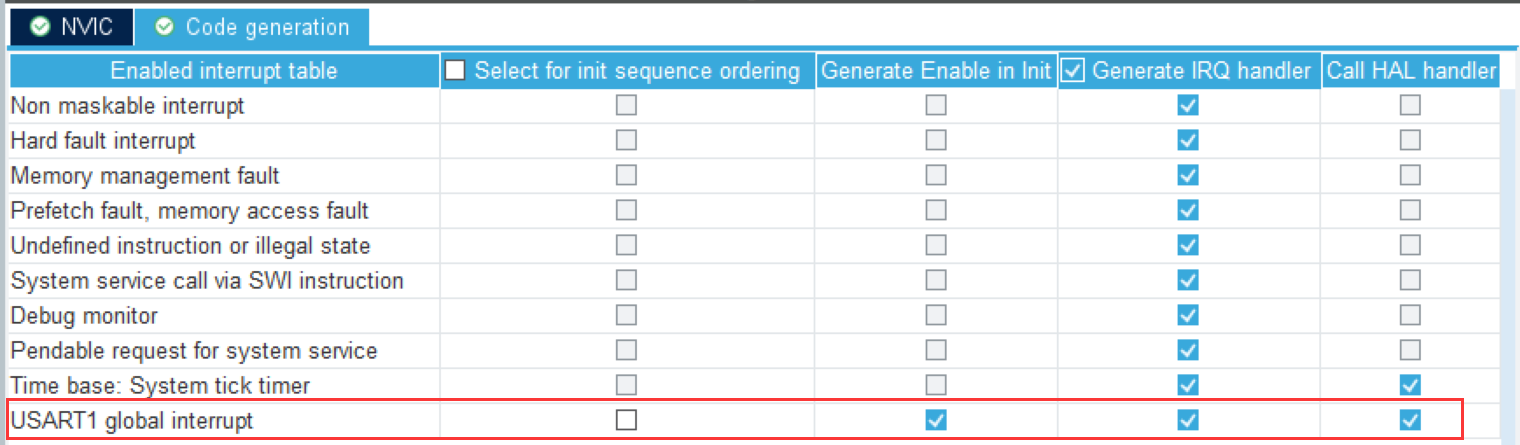 NVIC Code generation
Enabled interrupt table Select for init sequence ordering Generate Enable in Init Generate IRQ handler Call HAL handler
Non maskable interrupt
Hard fault interrupt
Memory management fault
Prefetch fault, memory access fault
Undefined instruction or illegal state
System service call via SWI instruction
Debug monitor
Pendable request for system service
Time base: System tick timer
USART1 global interrupt